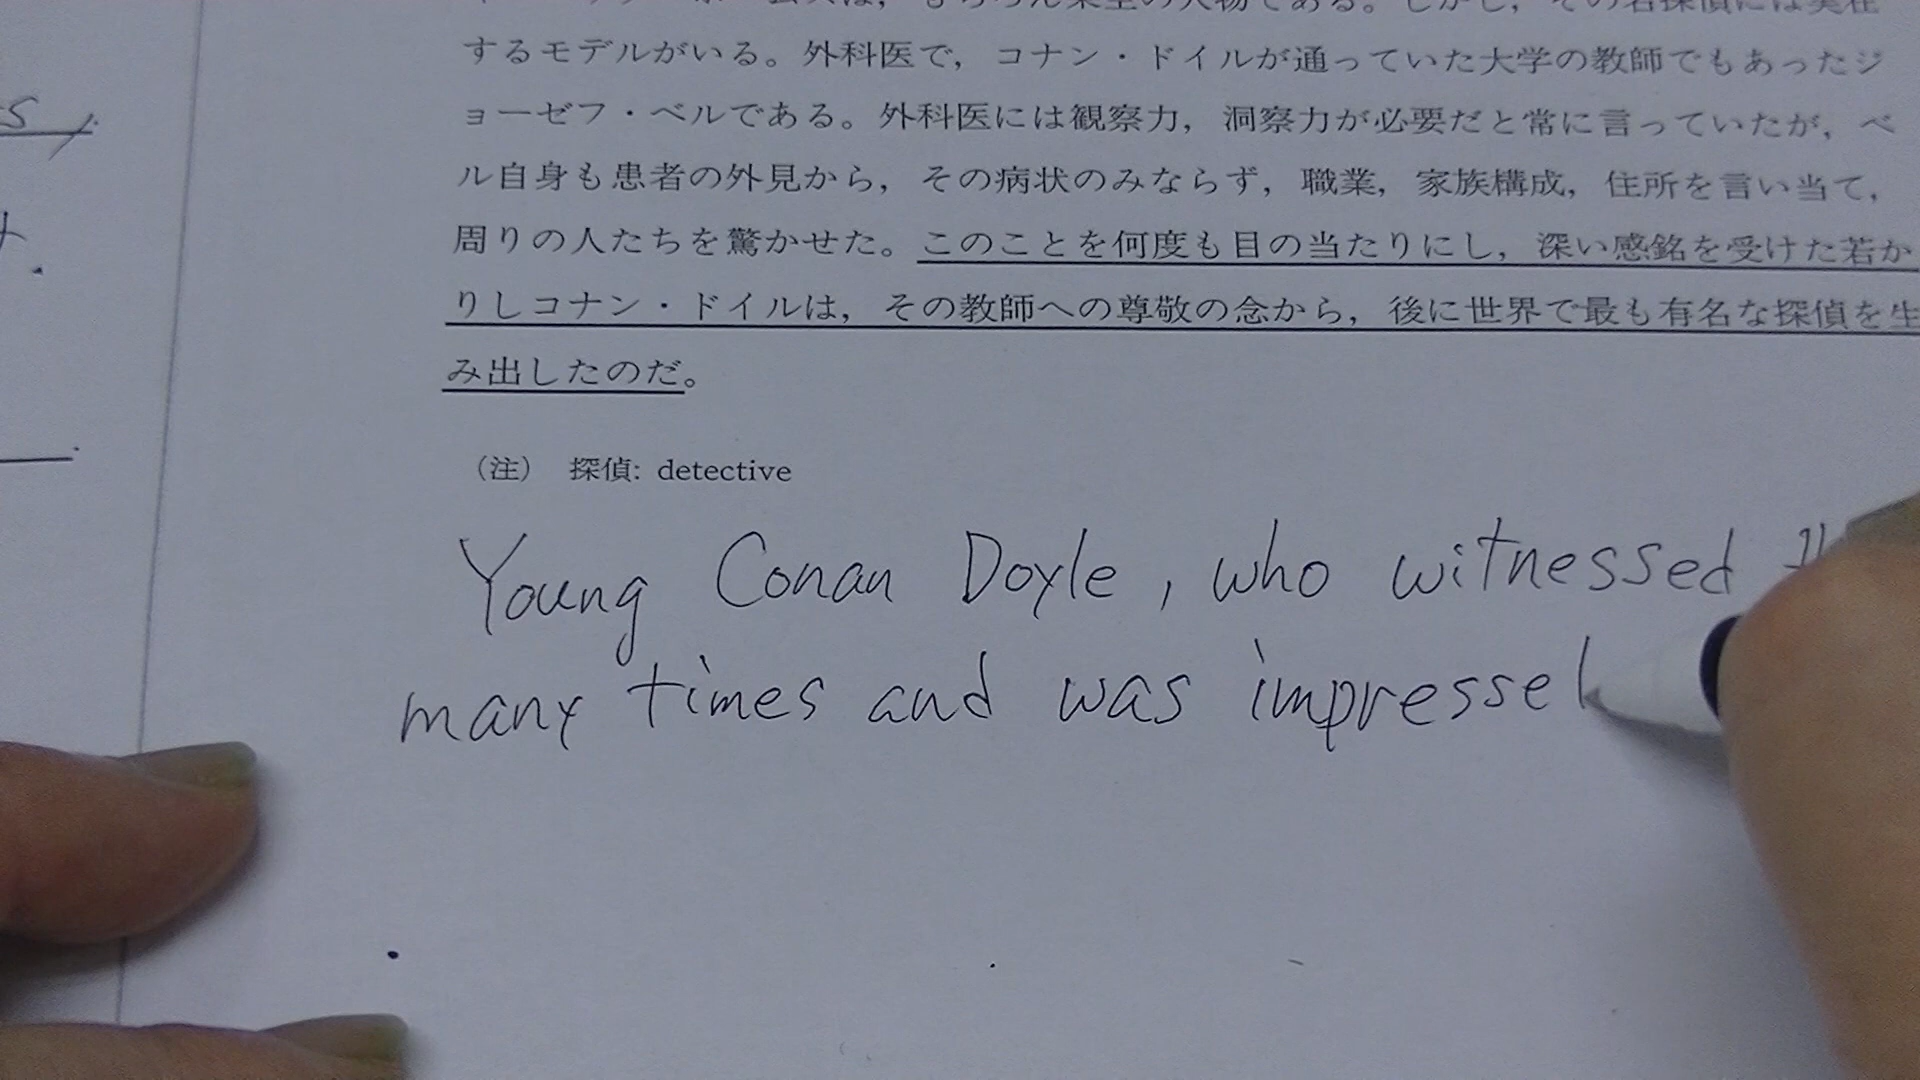 するモデルがいる。外科医で，コナン・ドイルが通っていた大学の教師でもあったジ
ョーゼフ・ベルである。外科医には観察力，洞察力が必要だと常に言っていたが，ベ
ル自身も患者の外見から，その病状のみならず，職業，家族構成，住所を言い当て，
周りの人たちを驚かせた。このことを何度も目の当たりにし，深い感銘を受けた若か
りしコナン・ドイルは，その教師への尊敬の念から，後に世界で最も有名な探偵を生
み出したのだ。
（注） 探偵: detective
Young Conan Doyle, who witnessed
many times and was impresse